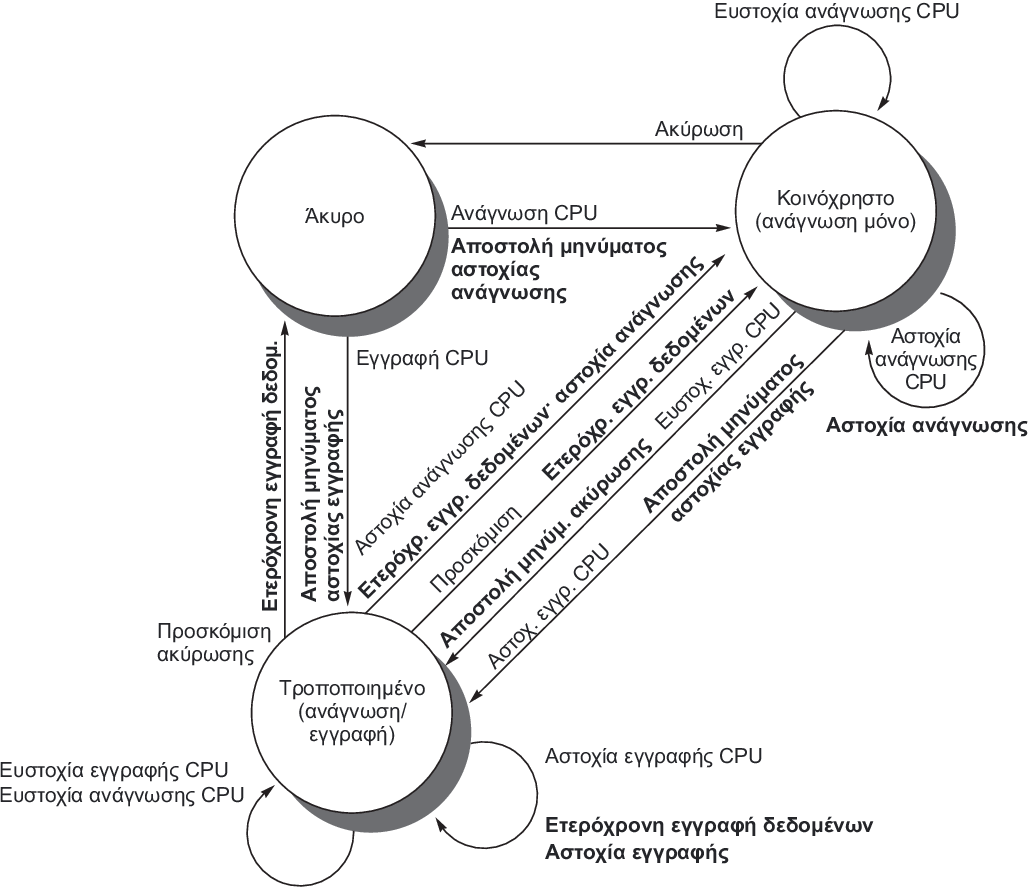 Ευστοχία ανάγνωσης CPU
Ακύρωση
Άκυρο
Κοινόχρηστο
(ανάγνωση μόνο)
Ανάγνωση CPU
Αποστολή μηνύματος
αστοχίας
ανάγνωσης
Αστοχία
ανάγνωσης
CPU
Αστοχία ανάγνωσης
Εγγραφή CPU
Ετερόχρονη εγγραφή δεδομ.
Αποστολή μηνύματος
αστοχίας εγγραφής
Αστοχία ανάγνωσης CPU
Ετερόχρ. εγγρ. δεδομένων· αστοχία ανάγνωσης
Προσκόμιση
Ετερόχρ. εγγρ. δεδομένων
Αποστολή μηνύμ. ακύρωσης
Ευστοχ. εγγρ. CPU
Αστοχ. εγγρ. CPU
Αποστολή μηνύματος
αστοχίας εγγραφής
Προσκόμιση
ακύρωσης
Τροποποιημένο
(ανάγνωση/
εγγραφή)
Ευστοχία εγγραφής CPU
Ευστοχία ανάγνωσης CPU
Αστοχία εγγραφής CPU
Ετερόχρονη εγγραφή δεδομένων
Αστοχία εγγραφής